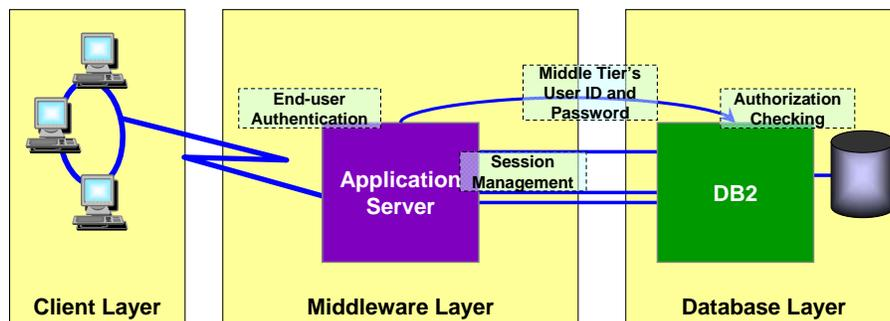 End-user
Authentication
Middle Tier's
User ID and
Password
Authorization
Checking
Application
Server
Session
Management
DB2
Client Layer
Middleware Layer
Database Layer